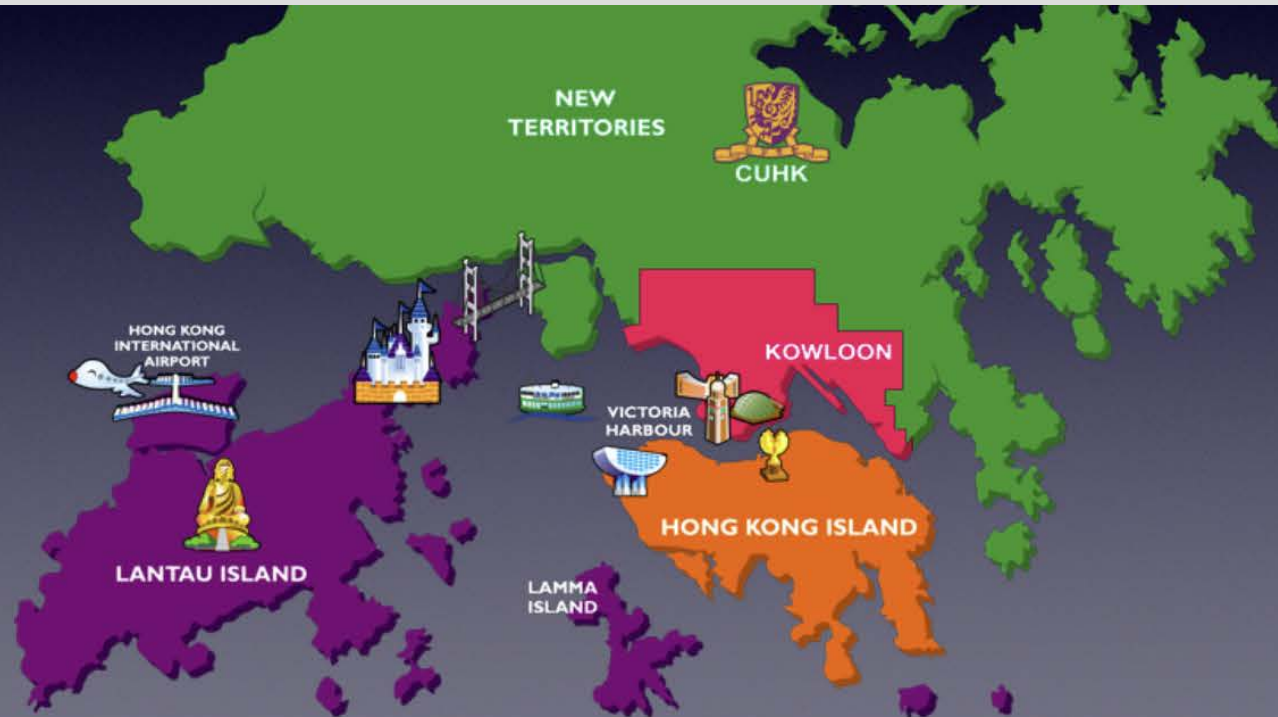 NEW
TERRITORIES
CUHK
HONG KONG
INTERNATIONAL
AIRPORT
KOWLOON
VICTORIA
HARBOUR
HONG KONG ISLAND
LANTAU ISLAND
LAMMA
ISLAND